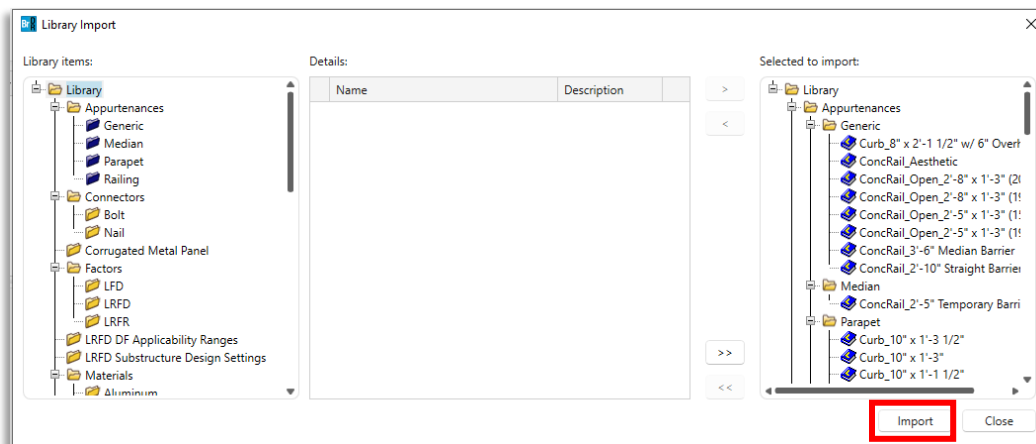 BrDR Library Import
Library items:
Library
Appurtenances
Generic
Median
Parapet
Railing
Connectors
Bolt
Nail
Corrugated Metal Panel
Factors
LFD
LRFD
LRFR
LRFD DF Applicability Ranges
LRFD Substructure Design Settings
Materials
Aluminum
Details:
Name Description
>
<
>>
<<
Selected to import:
Library
Appurtenances
Generic
Curb_8" x 2'-1 1/2" w/ 6" Overh
ConcRail_Aesthetic
ConcRail_Open_2'-8" x 1'-3" (20
ConcRail_Open_2'-8" x 1'-3" (19
ConcRail_Open_2'-5" x 1'-3" (1
ConcRail_Open_2'-5" x 1'-3" (19
ConcRail_3'-6" Median Barrier
ConcRail_2'-10" Straight Barrier
Median
ConcRail_2'-5" Temporary Barri
Parapet
Curb_10" x 1'-3 1/2"
Curb_10" x 1'-3"
Curb_10" x 1'-1 1/2"
Import Close